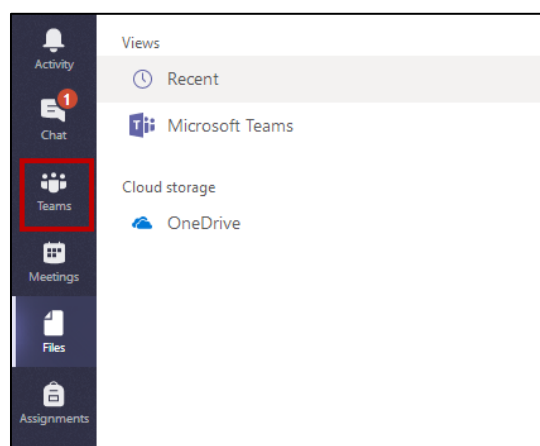 Activity
1
Chat
Teams
Meetings
Files
Assignments
Views
Recent
T
Microsoft Teams
Cloud storage
OneDrive